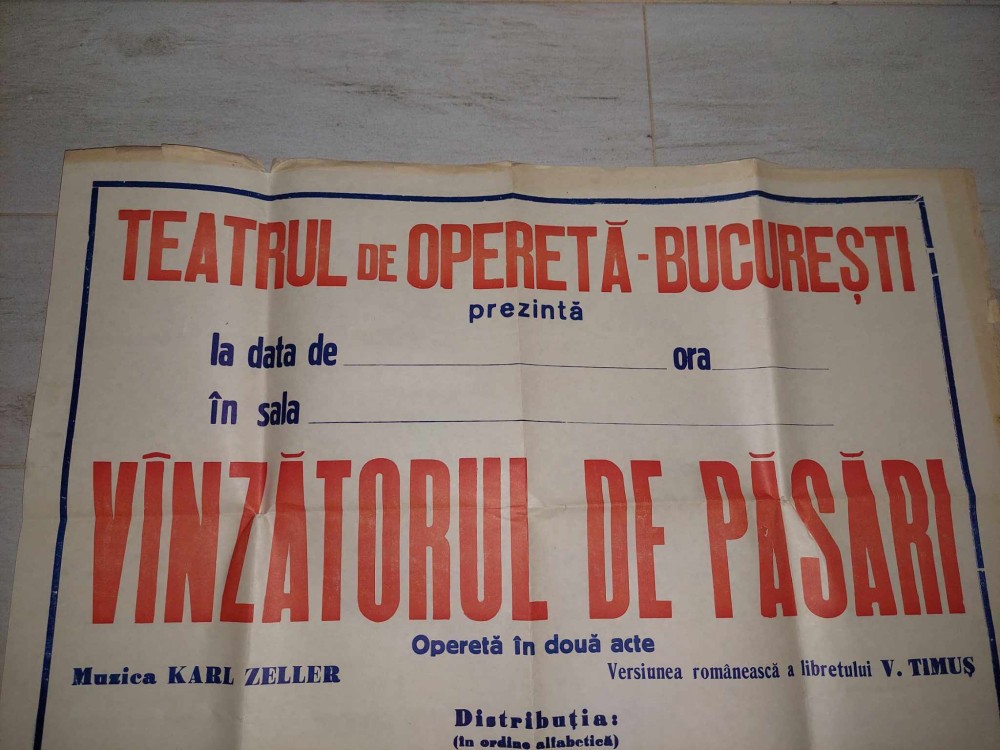 TEATRUL DE OPERETĂ-BUCUREȘTI
prezintă
la data de ora
în sala
VÎNZĂTORUL DE PĂSĂRI
Operetă în două acte
Muzica KARL ZELLER Versiunea românească a libretului V. TIMUȘ
Distribuția:
(în ordine alfabetică)